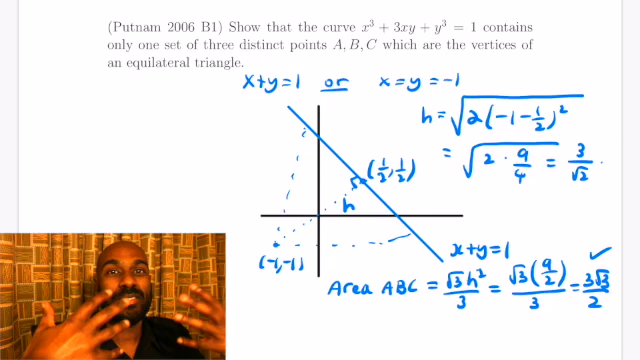 (Putnam 2006 B1) Show that the curve x³ + 3xy + y³ = 1 contains
only one set of three distinct points A, B, C which are the vertices of
an equilateral triangle.
x+y=1 or x=y=-1
h = √(2(-1-1/2)²)
= √(2 · 9/4) = 3/√2 .
(1/2, 1/2)
h
x+y=1
(-1,-1)
Area ABC = √3h²/3 = √3(9/2)/3 = 3√3/2 ✓